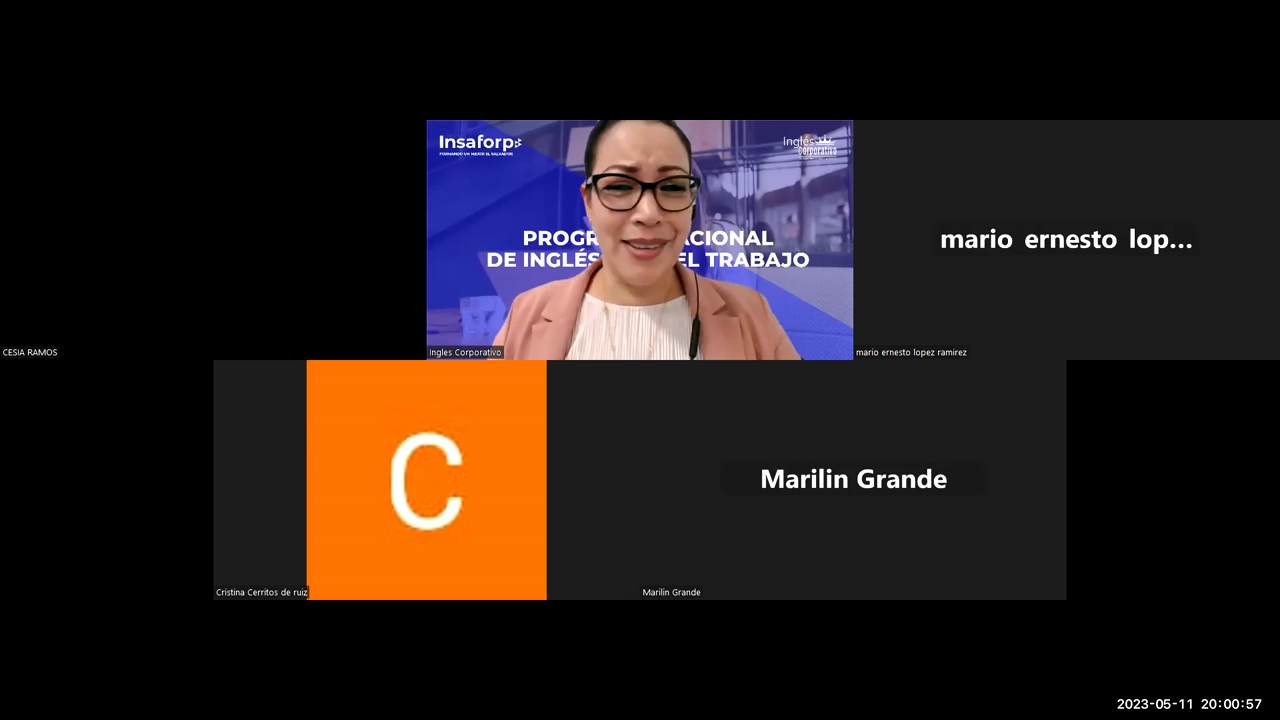 Insaforp
FORMANDO UN MEJOR EL SALVADOR
Inglés
corporativo
PROGR ACIONAL
DE INGLÉS EL TRABAJO
mario ernesto lop...
CESIA RAMOS
Ingles Corporativo
mario ernesto lopez ramirez
C
Marilin Grande
Cristina Cerritos de ruiz
Marilin Grande
2023-05-11 20:00:57